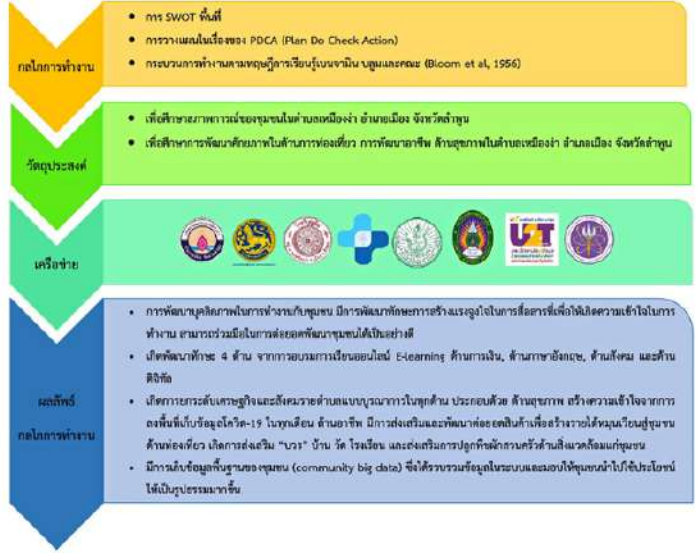 กลไกการทำงาน
การ SWOT พื้นที่
การวางแผนในเรื่องของ PDCA (Plan Do Check Action)
กระบวนการทำงานตามทฤษฎีการเรียนรู้เบนจามิน บลูมและคณะ (Bloom et al, 1956)
วัตถุประสงค์
เพื่อศึกษาสภาพการณ์ของชุมชนในตำบลเหมืองง่า อำเภอเมือง จังหวัดลำพูน
เพื่อศึกษาการพัฒนาศักยภาพในด้านการท่องเที่ยว การพัฒนาอาชีพ ด้านสุขภาพในตำบลเหมืองง่า อำเภอเมือง จังหวัดลำพูน
เครือข่าย
U2T
ผลลัพธ์
กลไกการทำงาน
การพัฒนาบุคลิกภาพในการทำงานกับชุมชน มีการพัฒนาทักษะการสร้างแรงจูงใจในการสื่อสารที่เพื่อให้เกิดความเข้าใจในการ
ทำงาน สามารถร่วมมือในการต่อยอดพัฒนาชุมชนได้เป็นอย่างดี
เกิดพัฒนาทักษะ 4 ด้าน จากการอบรมการเรียนออนไลน์ E-learning ด้านการเงิน, ด้านภาษาอังกฤษ, ด้านสังคม และด้าน
ดิจิทัล
เกิดการยกระดับเศรษฐกิจและสังคมรายตำบลแบบบูรณาการในทุกด้าน ประกอบด้วย ด้านสุขภาพ สร้างความเข้าใจจากการ
ลงพื้นที่เก็บข้อมูลโควิด-19 ในทุกเดือน ด้านอาชีพ มีการส่งเสริมและพัฒนาต่อยอดสินค้าเพื่อสร้างรายได้หมุนเวียนสู่ชุมชน
ด้านท่องเที่ยว เกิดการส่งเสริม “บวร” บ้าน วัด โรงเรียน และส่งเสริมการปลูกพืชผักสวนครัวด้านสิ่งแวดล้อมแก่ชุมชน
มีการเก็บข้อมูลพื้นฐานของชุมชน (community big data) ซึ่งได้รวบรวมข้อมูลในระบบและมอบให้ชุมชนนำไปใช้ประโยชน์
ให้เป็นรูปธรรมมากขึ้น